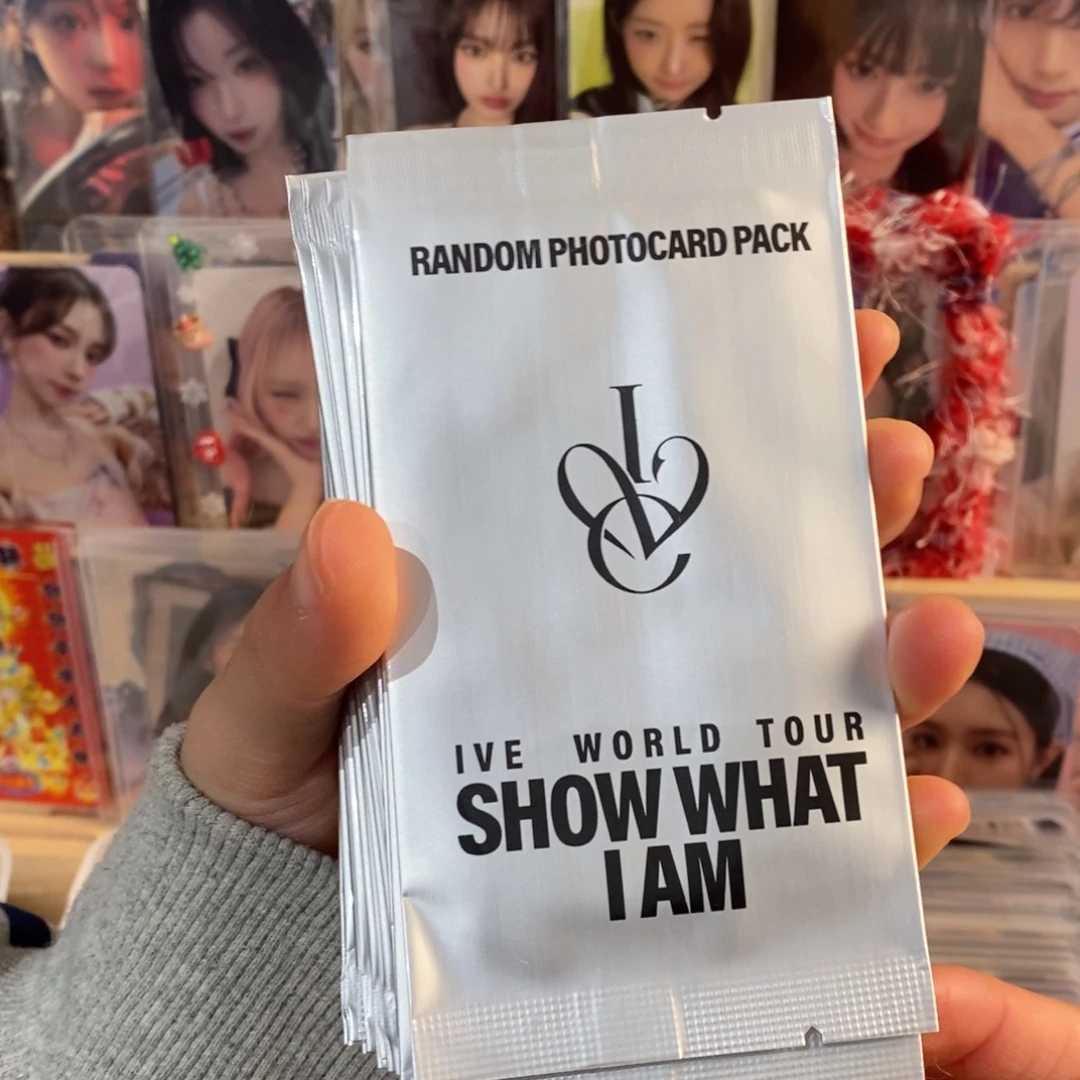 RANDOM PHOTOCARD PACK
IVE WORLD TOUR
SHOW WHAT
I AM